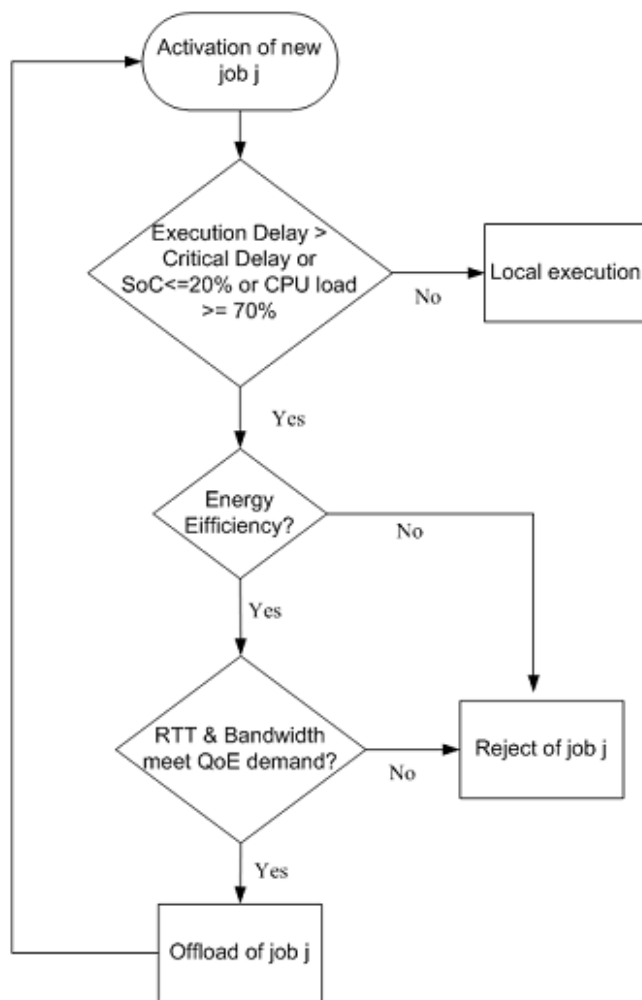 Activation of new
job j
Execution Delay >
Critical Delay or
SoC<=20% or CPU load
>= 70%
No
Local execution
Yes
Energy
Eifficiency?
No
Yes
RTT & Bandwidth
meet QoE demand?
No
Reject of job j
Yes
Offload of job j